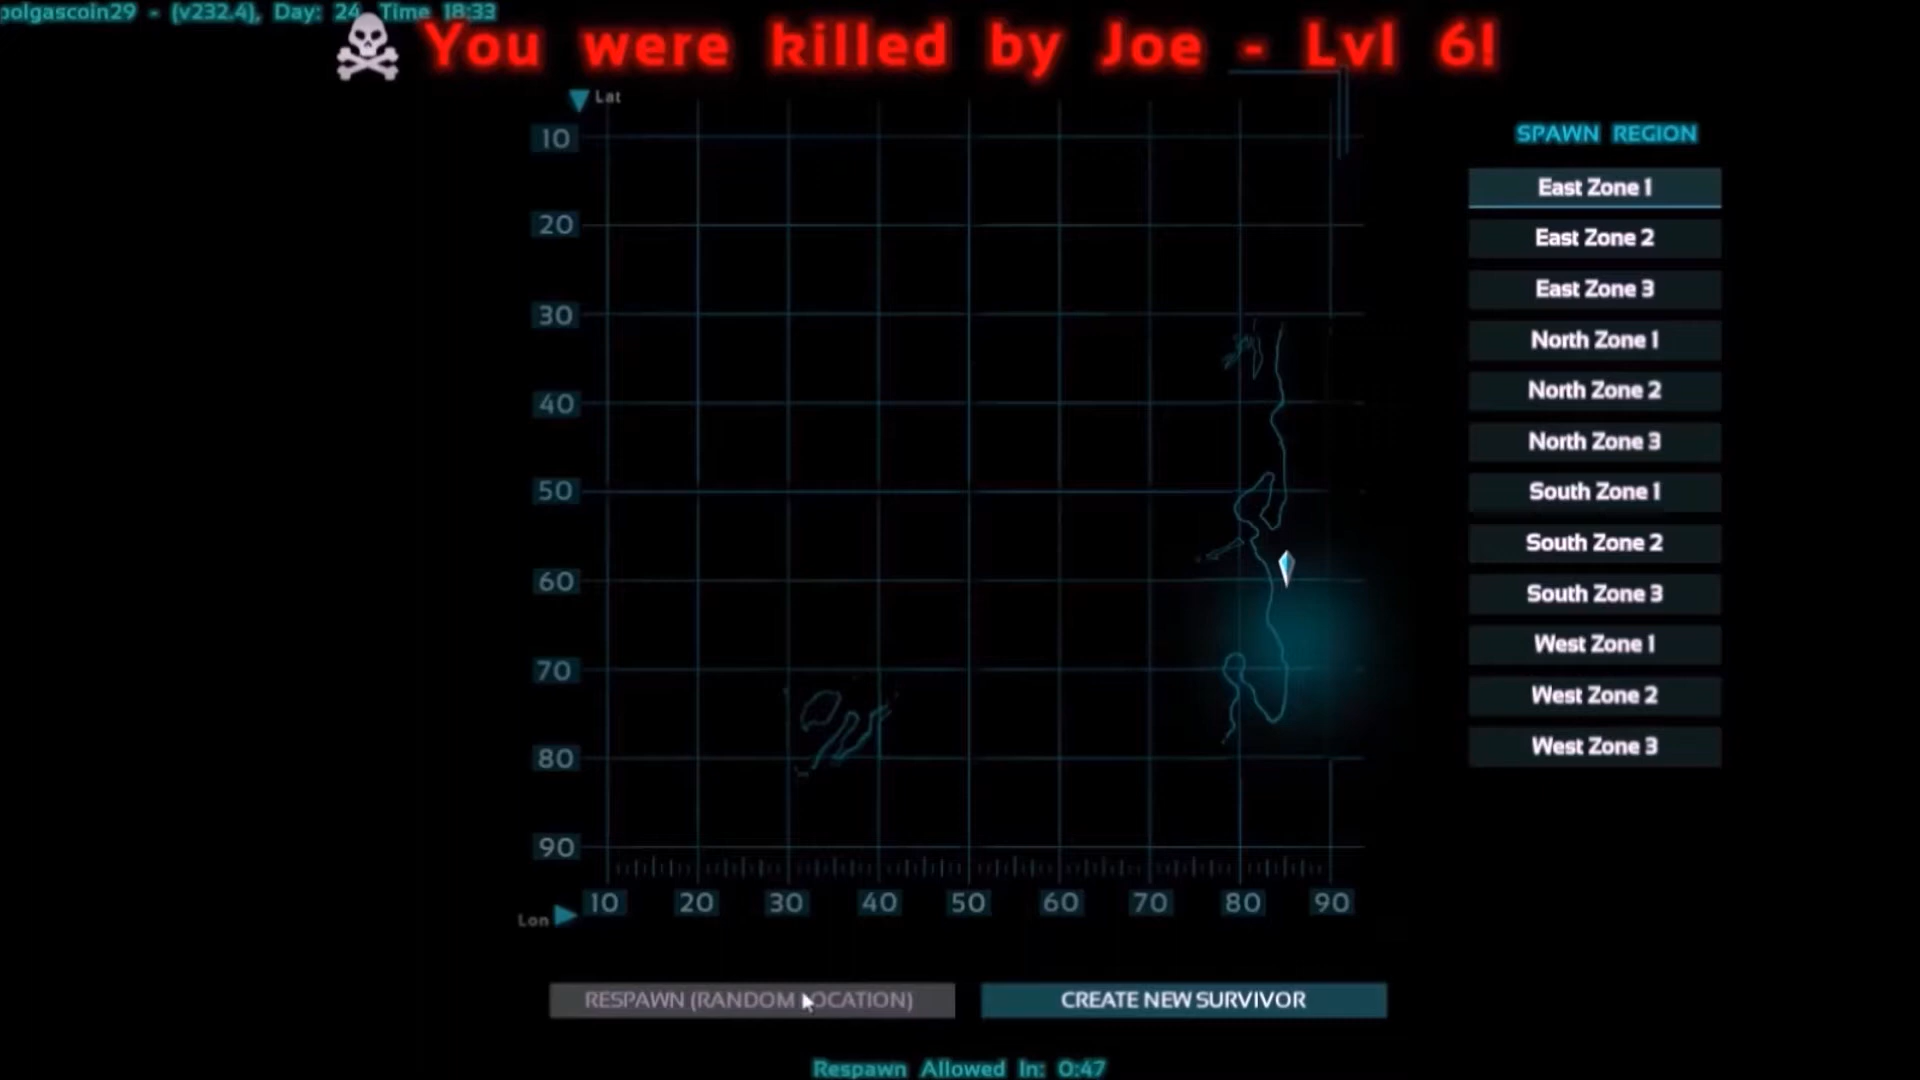 polgascoin29 - (v232.4), Day: 24, Time 18:33
You were killed by Joe - Lvl 6!
Lat
SPAWN REGION
East Zone 1
East Zone 2
East Zone 3
North Zone 1
North Zone 2
North Zone 3
South Zone 1
South Zone 2
South Zone 3
West Zone 1
West Zone 2
West Zone 3
10
20
30
40
50
60
70
80
90
Lon
10 20 30 40 50 60 70 80 90
RESPAWN (RANDOM LOCATION)
CREATE NEW SURVIVOR
Respawn Allowed In: 0:47